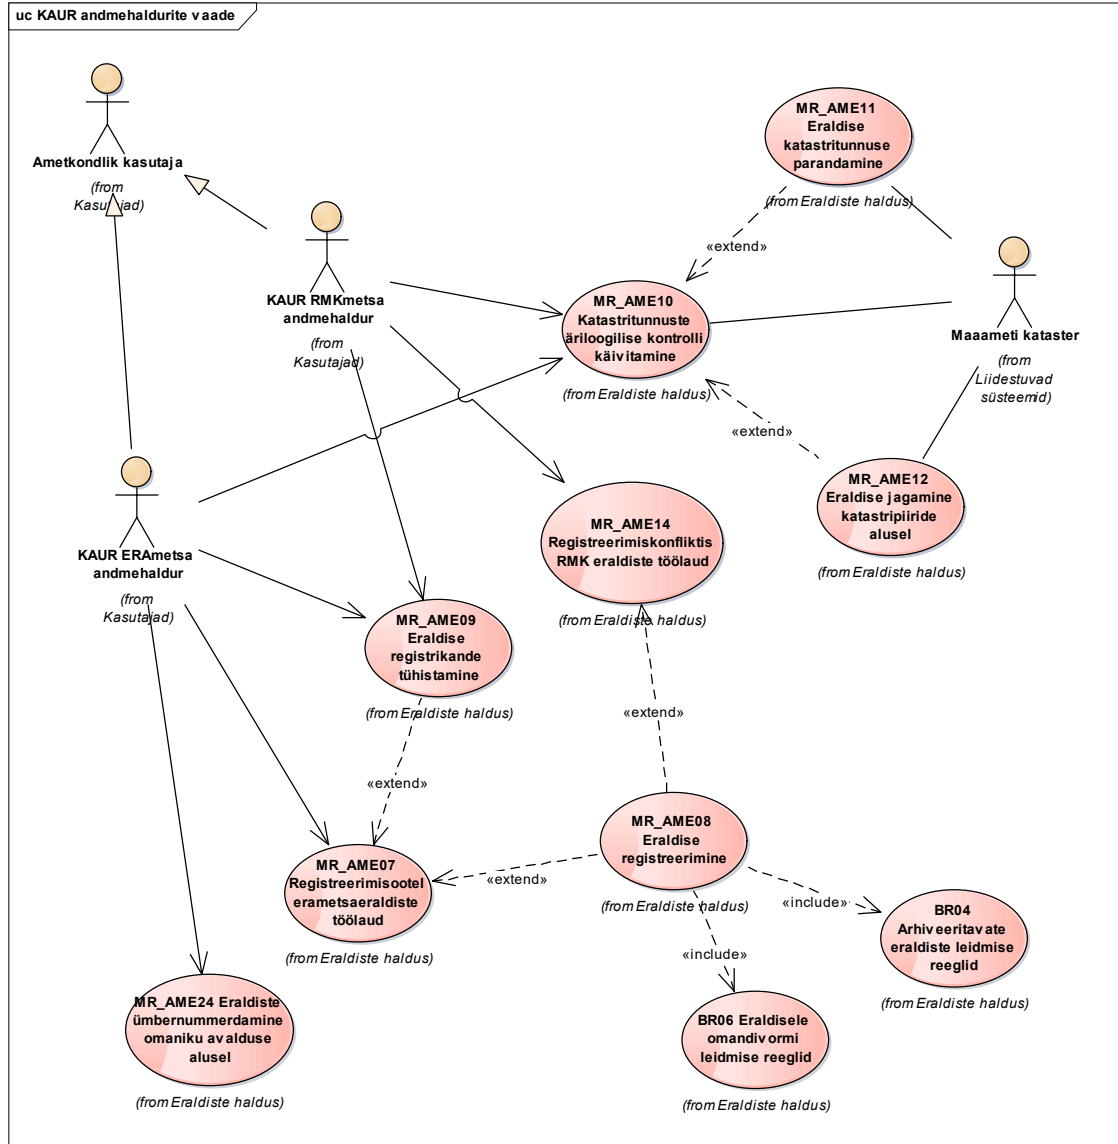 uc KAUR andmehaldurite vaade
Ametkondlik kasutaja
(from
Kasutajad)
KAUR RMKmetsa
andmehaldur
(from
Kasutajad)
MR_AME11
Eraldise
katastritunnuse
parandamine
(from Eraldiste haldus)
«extend»
MR_AME10
Katastritunnuste
äriloogilise kontrolli
käivitamine
(from Eraldiste haldus)
Maaameti kataster
(from
Liidestuvad
süsteemid)
«extend»
MR_AME12
Eraldise jagamine
katastripiiride
alusel
(from Eraldiste haldus)
KAUR ERAmetsa
andmehaldur
(from
Kasutajad)
MR_AME14
Registreerimiskonfliktis
RMK eraldiste töölaud
(from Eraldiste haldus)
MR_AME09
Eraldise
registrikande
tühistamine
(from Eraldiste haldus)
«extend»
«extend»
MR_AME08
Eraldise
registreerimine
(from Eraldiste haldus)
MR_AME07
Registreerimisootel
erametsaeraldiste
töölaud
(from Eraldiste haldus)
«extend»
«include»
BR04
Arhiveeritavate
eraldiste leidmise
reeglid
(from Eraldiste haldus)
«include»
MR_AME24 Eraldiste
ümbernummerdamine
omaniku avalduse
alusel
(from Eraldiste haldus)
BR06 Eraldisele
omandivormi
leidmise reeglid
(from Eraldiste haldus)